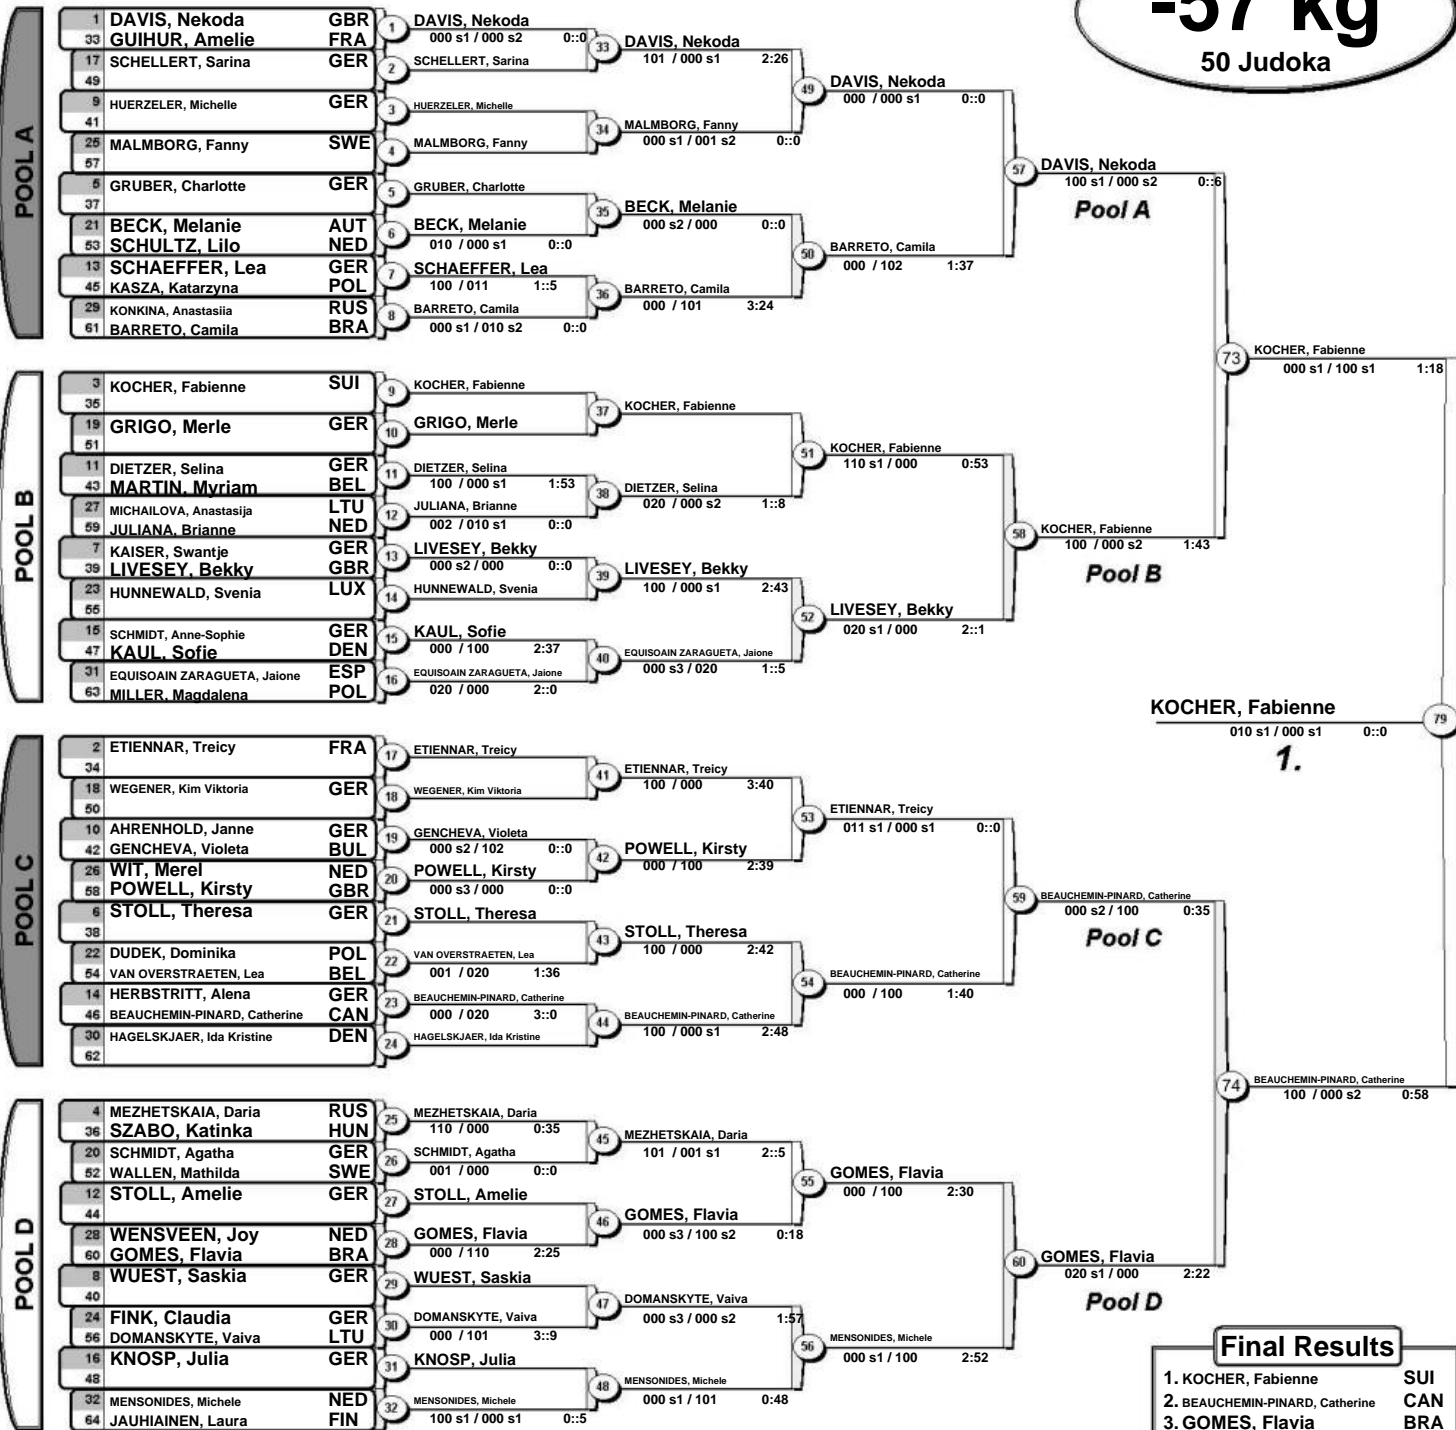 -57 kg
50 Judoka
POOL A
1 DAVIS, Nekoda GBR
33 GUIHUR, Amelie FRA
17 SCHELLERT, Sarina GER
49
9 HUERZELER, Michelle GER
41
25 MALMBORG, Fanny SWE
57
5 GRUBER, Charlotte GER
37
21 BECK, Melanie AUT
53 SCHULTZ, Lilo NED
13 SCHAEFFER, Lea GER
45 KASZA, Katarzyna POL
29 KONKINA, Anastasiia RUS
61 BARRETO, Camila BRA
1 DAVIS, Nekoda
000 s1 / 000 s2 0::0
2 SCHELLERT, Sarina
3 HUERZELER, Michelle
4 MALMBORG, Fanny
5 GRUBER, Charlotte
6 BECK, Melanie
010 / 000 s1 0::0
7 SCHAEFFER, Lea
100 / 011 1::5
8 BARRETO, Camila
000 s1 / 010 s2 0::0
33 DAVIS, Nekoda
101 / 000 s1 2:26
34 MALMBORG, Fanny
000 s1 / 001 s2 0::0
35 BECK, Melanie
000 s2 / 000 0::0
36 BARRETO, Camila
000 / 101 3:24
49 DAVIS, Nekoda
000 / 000 s1 0::0
50 BARRETO, Camila
000 / 102 1:37
57 DAVIS, Nekoda
100 s1 / 000 s2 0::6
Pool A
POOL B
3 KOCHER, Fabienne SUI
35
19 GRIGO, Merle GER
51
11 DIETZER, Selina GER
43 MARTIN, Myriam BEL
27 MICHAILOVA, Anastasija LTU
59 JULIANA, Brianne NED
7 KAISER, Swantje GER
39 LIVESEY, Bekky GBR
23 HUNNEWALD, Svenia LUX
55
15 SCHMIDT, Anne-Sophie GER
47 KAUL, Sofie DEN
31 EQUISOAIN ZARAGUETA, Jaione ESP
63 MILLER, Magdalena POL
9 KOCHER, Fabienne
10 GRIGO, Merle
11 DIETZER, Selina
100 / 000 s1 1:53
12 JULIANA, Brianne
002 / 010 s1 0::0
13 LIVESEY, Bekky
000 s2 / 000 0::0
14 HUNNEWALD, Svenia
15 KAUL, Sofie
000 / 100 2:37
16 EQUISOAIN ZARAGUETA, Jaione
020 / 000 2::0
37 KOCHER, Fabienne
38 DIETZER, Selina
020 / 000 s2 1::8
39 LIVESEY, Bekky
100 / 000 s1 2:43
40 EQUISOAIN ZARAGUETA, Jaione
000 s3 / 020 1::5
51 KOCHER, Fabienne
110 s1 / 000 0:53
52 LIVESEY, Bekky
020 s1 / 000 2::1
58 KOCHER, Fabienne
100 / 000 s2 1:43
Pool B
73 KOCHER, Fabienne
000 s1 / 100 s1 1:18
KOCHER, Fabienne 79
010 s1 / 000 s1 0::0
1.
POOL C
2 ETIENNAR, Treicy FRA
34
18 WEGENER, Kim Viktoria GER
50
10 AHRENHOLD, Janne GER
42 GENCHEVA, Violeta BUL
26 WIT, Merel NED
58 POWELL, Kirsty GBR
6 STOLL, Theresa GER
38
22 DUDEK, Dominika POL
54 VAN OVERSTRAETEN, Lea BEL
14 HERBSTRITT, Alena GER
46 BEAUCHEMIN-PINARD, Catherine CAN
30 HAGELSKJAER, Ida Kristine DEN
62
17 ETIENNAR, Treicy
18 WEGENER, Kim Viktoria
19 GENCHEVA, Violeta
000 s2 / 102 0::0
20 POWELL, Kirsty
000 s3 / 000 0::0
21 STOLL, Theresa
22 VAN OVERSTRAETEN, Lea
001 / 020 1:36
23 BEAUCHEMIN-PINARD, Catherine
000 / 020 3::0
24 HAGELSKJAER, Ida Kristine
41 ETIENNAR, Treicy
100 / 000 3:40
42 POWELL, Kirsty
000 / 100 2:39
43 STOLL, Theresa
100 / 000 2:42
44 BEAUCHEMIN-PINARD, Catherine
100 / 000 s1 2:48
53 ETIENNAR, Treicy
011 s1 / 000 s1 0::0
54 BEAUCHEMIN-PINARD, Catherine
000 / 100 1:40
59 BEAUCHEMIN-PINARD, Catherine
000 s2 / 100 0:35
Pool C
74 BEAUCHEMIN-PINARD, Catherine
100 / 000 s2 0:58
POOL D
4 MEZHETSKAIA, Daria RUS
36 SZABO, Katinka HUN
20 SCHMIDT, Agatha GER
52 WALLEN, Mathilda SWE
12 STOLL, Amelie GER
44
28 WENSVEEN, Joy NED
60 GOMES, Flavia BRA
8 WUEST, Saskia GER
40
24 FINK, Claudia GER
56 DOMANSKYTE, Vaiva LTU
16 KNOSP, Julia GER
48
32 MENSONIDES, Michele NED
64 JAUHIAINEN, Laura FIN
25 MEZHETSKAIA, Daria
110 / 000 0:35
26 SCHMIDT, Agatha
001 / 000 0::0
27 STOLL, Amelie
28 GOMES, Flavia
000 / 110 2:25
29 WUEST, Saskia
30 DOMANSKYTE, Vaiva
000 / 101 3::9
31 KNOSP, Julia
32 MENSONIDES, Michele
100 s1 / 000 s1 0::5
45 MEZHETSKAIA, Daria
101 / 001 s1 2::5
46 GOMES, Flavia
000 s3 / 100 s2 0:18
47 DOMANSKYTE, Vaiva
000 s3 / 000 s2 1:57
48 MENSONIDES, Michele
000 s1 / 101 0:48
55 GOMES, Flavia
000 / 100 2:30
56 MENSONIDES, Michele
000 s1 / 100 2:52
60 GOMES, Flavia
020 s1 / 000 2:22
Pool D
Final Results
1. KOCHER, Fabienne SUI
2. BEAUCHEMIN-PINARD, Catherine CAN
3. GOMES, Flavia BRA